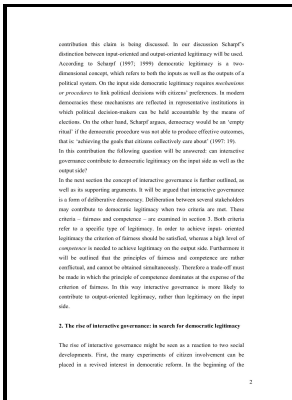 contribution this claim is being discussed. In our discussion Scharpf's
distinction between input-oriented and output-oriented legitimacy will be used.
According to Scharpf (1997; 1999) democratic legitimacy is a two-
dimensional concept, which refers to both the inputs as well as the outputs of a
political system. On the input side democratic legitimacy requires mechanisms
or procedures to link political decisions with citizens' preferences. In modern
democracies these mechanisms are reflected in representative institutions in
which political decision-makers can be held accountable by the means of
elections. On the other hand, Scharpf argues, democracy would be an 'empty
ritual' if the democratic procedure was not able to produce effective outcomes,
that is: 'achieving the goals that citizens collectively care about' (1997: 19).
In this contribution the following question will be answered: can interactive
governance contribute to democratic legitimacy on the input side as well as the
output side?
In the next section the concept of interactive governance is further outlined, as
well as its supporting arguments. It will be argued that interactive governance
is a form of deliberative democracy. Deliberation between several stakeholders
may contribute to democratic legitimacy when two criteria are met. These
criteria – fairness and competence – are examined in section 3. Both criteria
refer to a specific type of legitimacy. In order to achieve input- oriented
legitimacy the criterion of fairness should be satisfied, whereas a high level of
competence is needed to achieve legitimacy on the output side. Furthermore it
will be outlined that the principles of fairness and competence are rather
conflictual, and cannot be obtained simultaneously. Therefore a trade-off must
be made in which the principle of competence dominates at the expense of the
criterion of fairness. In this way interactive governance is more likely to
contribute to output-oriented legitimacy, rather than legitimacy on the input
side.
2. The rise of interactive governance: in search for democratic legitimacy
The rise of interactive governance might be seen as a reaction to two social
developments. First, the many experiments of citizen involvement can be
placed in a revived interest in democratic reform. In the beginning of the
2